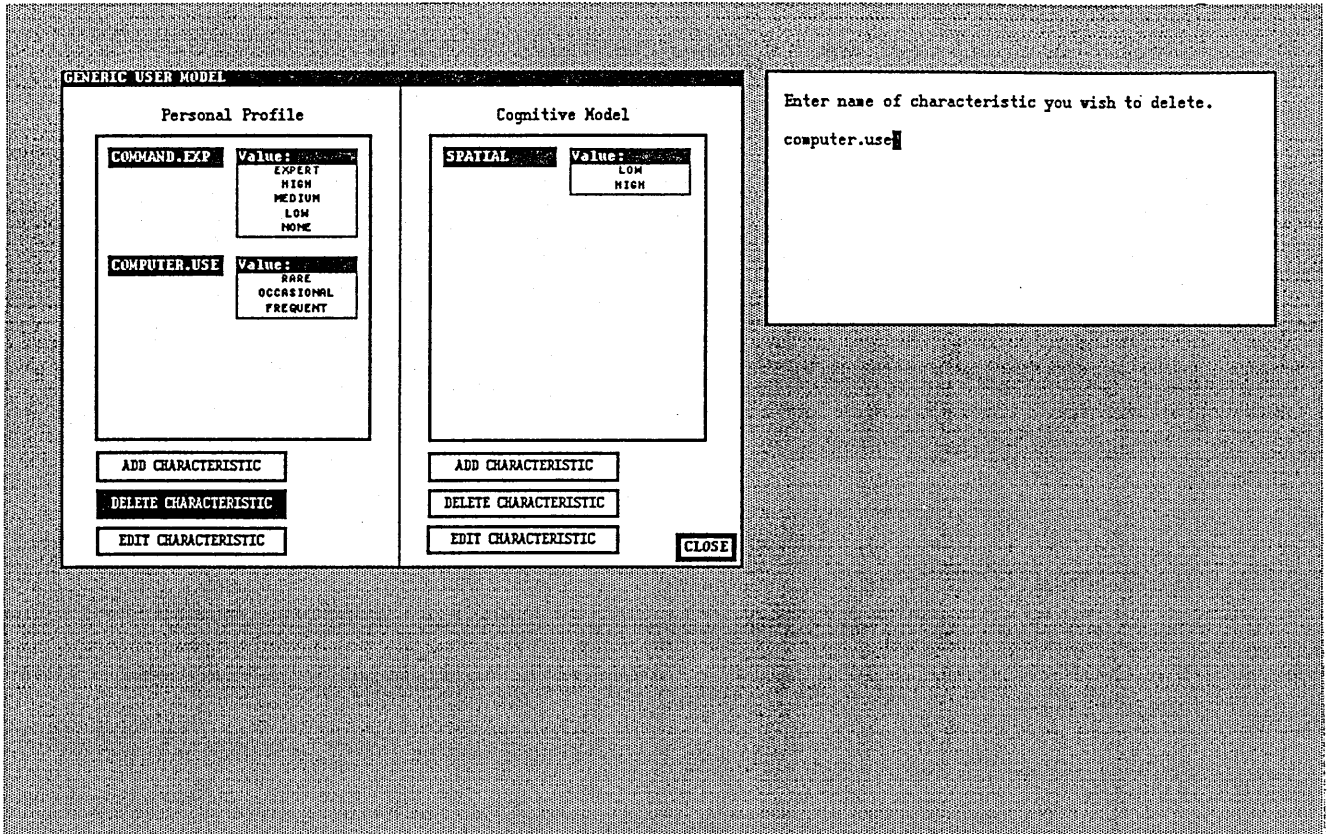 GENERIC USER MODEL
Personal Profile
COMMAND.EXP
Value:
EXPERT
HIGH
MEDIUM
LOW
NONE
COMPUTER.USE
Value:
RARE
OCCASIONAL
FREQUENT
ADD CHARACTERISTIC
DELETE CHARACTERISTIC
EDIT CHARACTERISTIC
Cognitive Model
SPATIAL
Value:
LOW
HIGH
ADD CHARACTERISTIC
DELETE CHARACTERISTIC
EDIT CHARACTERISTIC
CLOSE
Enter name of characteristic you wish to delete.
computer.use